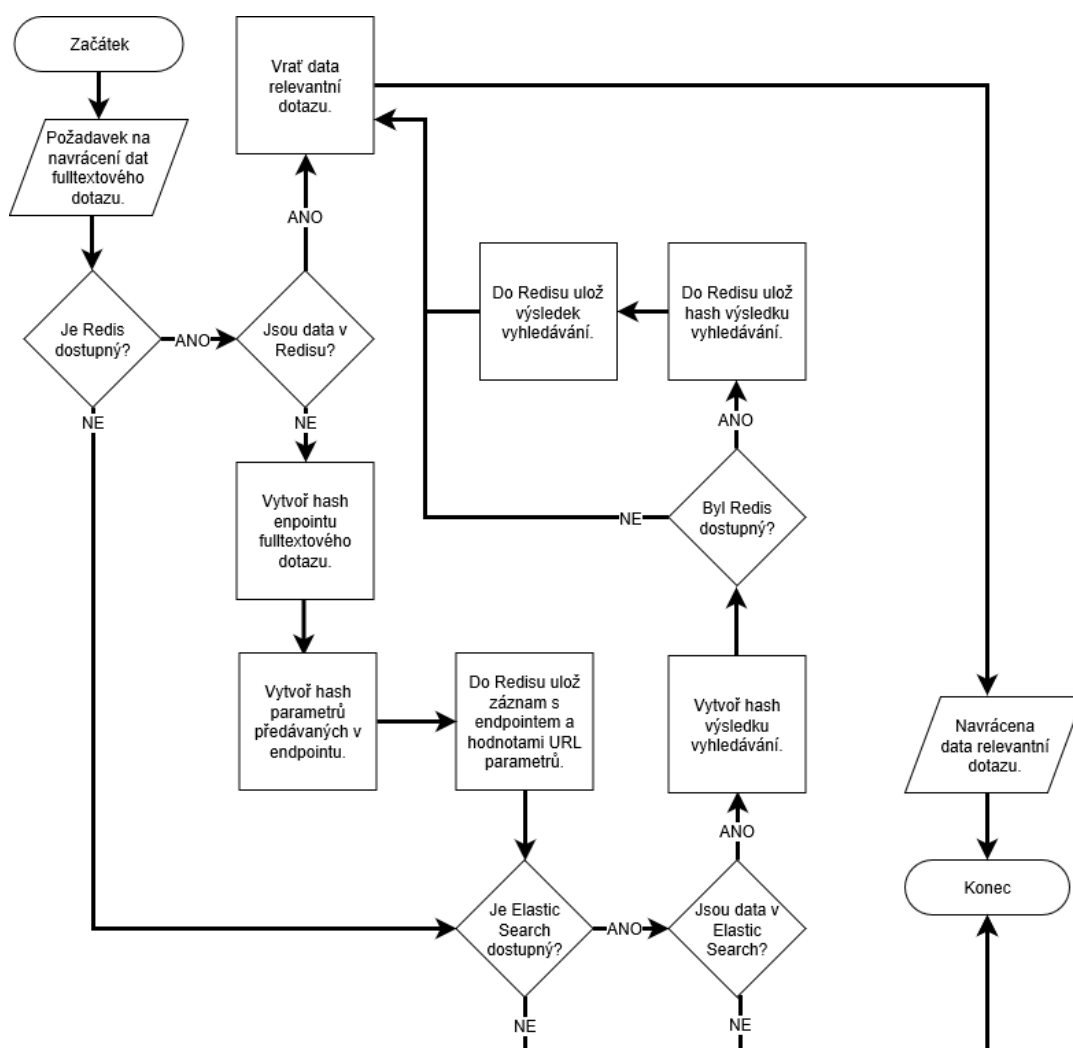 Začátek
Požadavek na
navrácení dat
fulltextového
dotazu.
Je Redis
dostupný?
ANO
NE
Jsou data v
Redisu?
ANO
Vrať data
relevantní
dotazu.
NE
Vytvoř hash
enpointu
fulltextového
dotazu.
Vytvoř hash
parametrů
předávaných v
endpointu.
Do Redisu ulož
záznam s
endpointem a
hodnotami URL
parametrů.
Je Elastic
Search
dostupný?
NE
ANO
Jsou data v
Elastic
Search?
NE
ANO
Vytvoř hash
výsledku
vyhledávání.
Byl Redis
dostupný?
NE
ANO
Do Redisu ulož
hash výsledku
vyhledávání.
Do Redisu ulož
výsledek
vyhledávání.
Navrácena
data relevantní
dotazu.
Konec